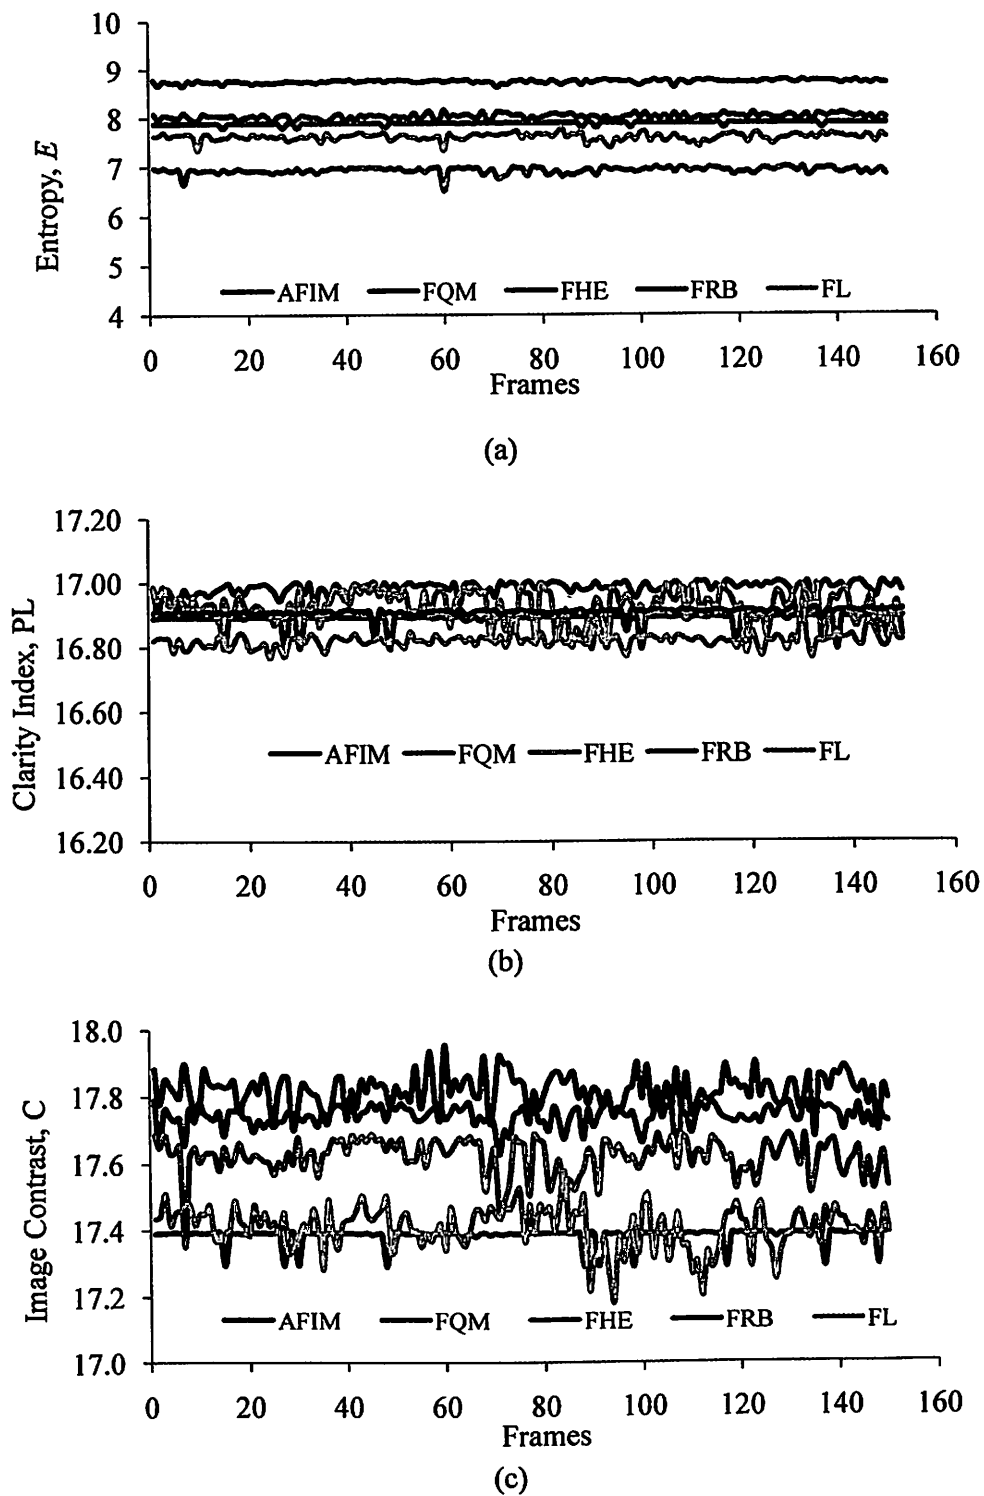 10
9
8
7
6
5
4
Entropy, E
AFIM FQM FHE FRB FL
0 20 40 60 80 100 120 140 160
Frames
(a)
17.20
17.00
16.80
16.60
16.40
16.20
Clarity Index, PL
AFIM FQM FHE FRB FL
0 20 40 60 80 100 120 140 160
Frames
(b)
18.0
17.8
17.6
17.4
17.2
17.0
Image Contrast, C
AFIM FQM FHE FRB FL
0 20 40 60 80 100 120 140 160
Frames
(c)